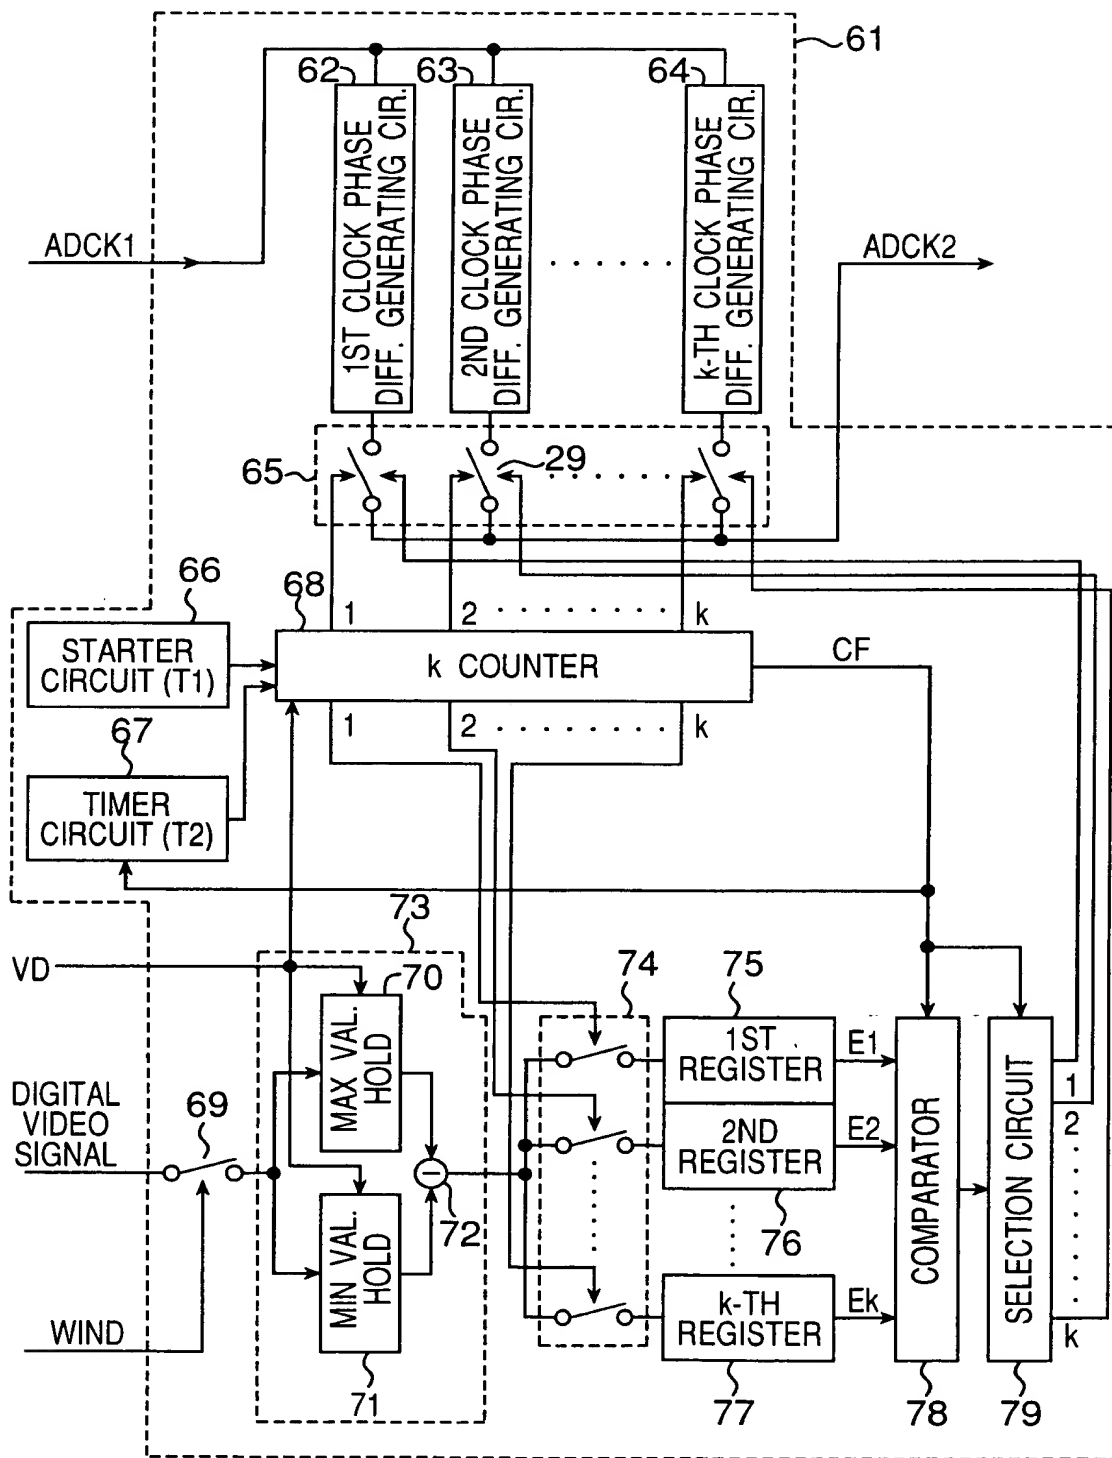 61
62
63
64
1ST CLOCK PHASE
DIFF. GENERATING CIR.
2ND CLOCK PHASE
DIFF. GENERATING CIR.
k-TH CLOCK PHASE
DIFF. GENERATING CIR.
ADCK1
ADCK2
65
29
66
68
1
2
k
STARTER
CIRCUIT (T1)
k COUNTER
CF
67
1
2
k
TIMER
CIRCUIT (T2)
73
VD
70
74
75
MAX VAL.
HOLD
1ST
REGISTER
E1
DIGITAL
VIDEO
SIGNAL
69
2ND
REGISTER
E2
COMPARATOR
SELECTION CIRCUIT
1
2
k
72
76
MIN VAL.
HOLD
WIND
k-TH
REGISTER
Ek
71
77
78
79